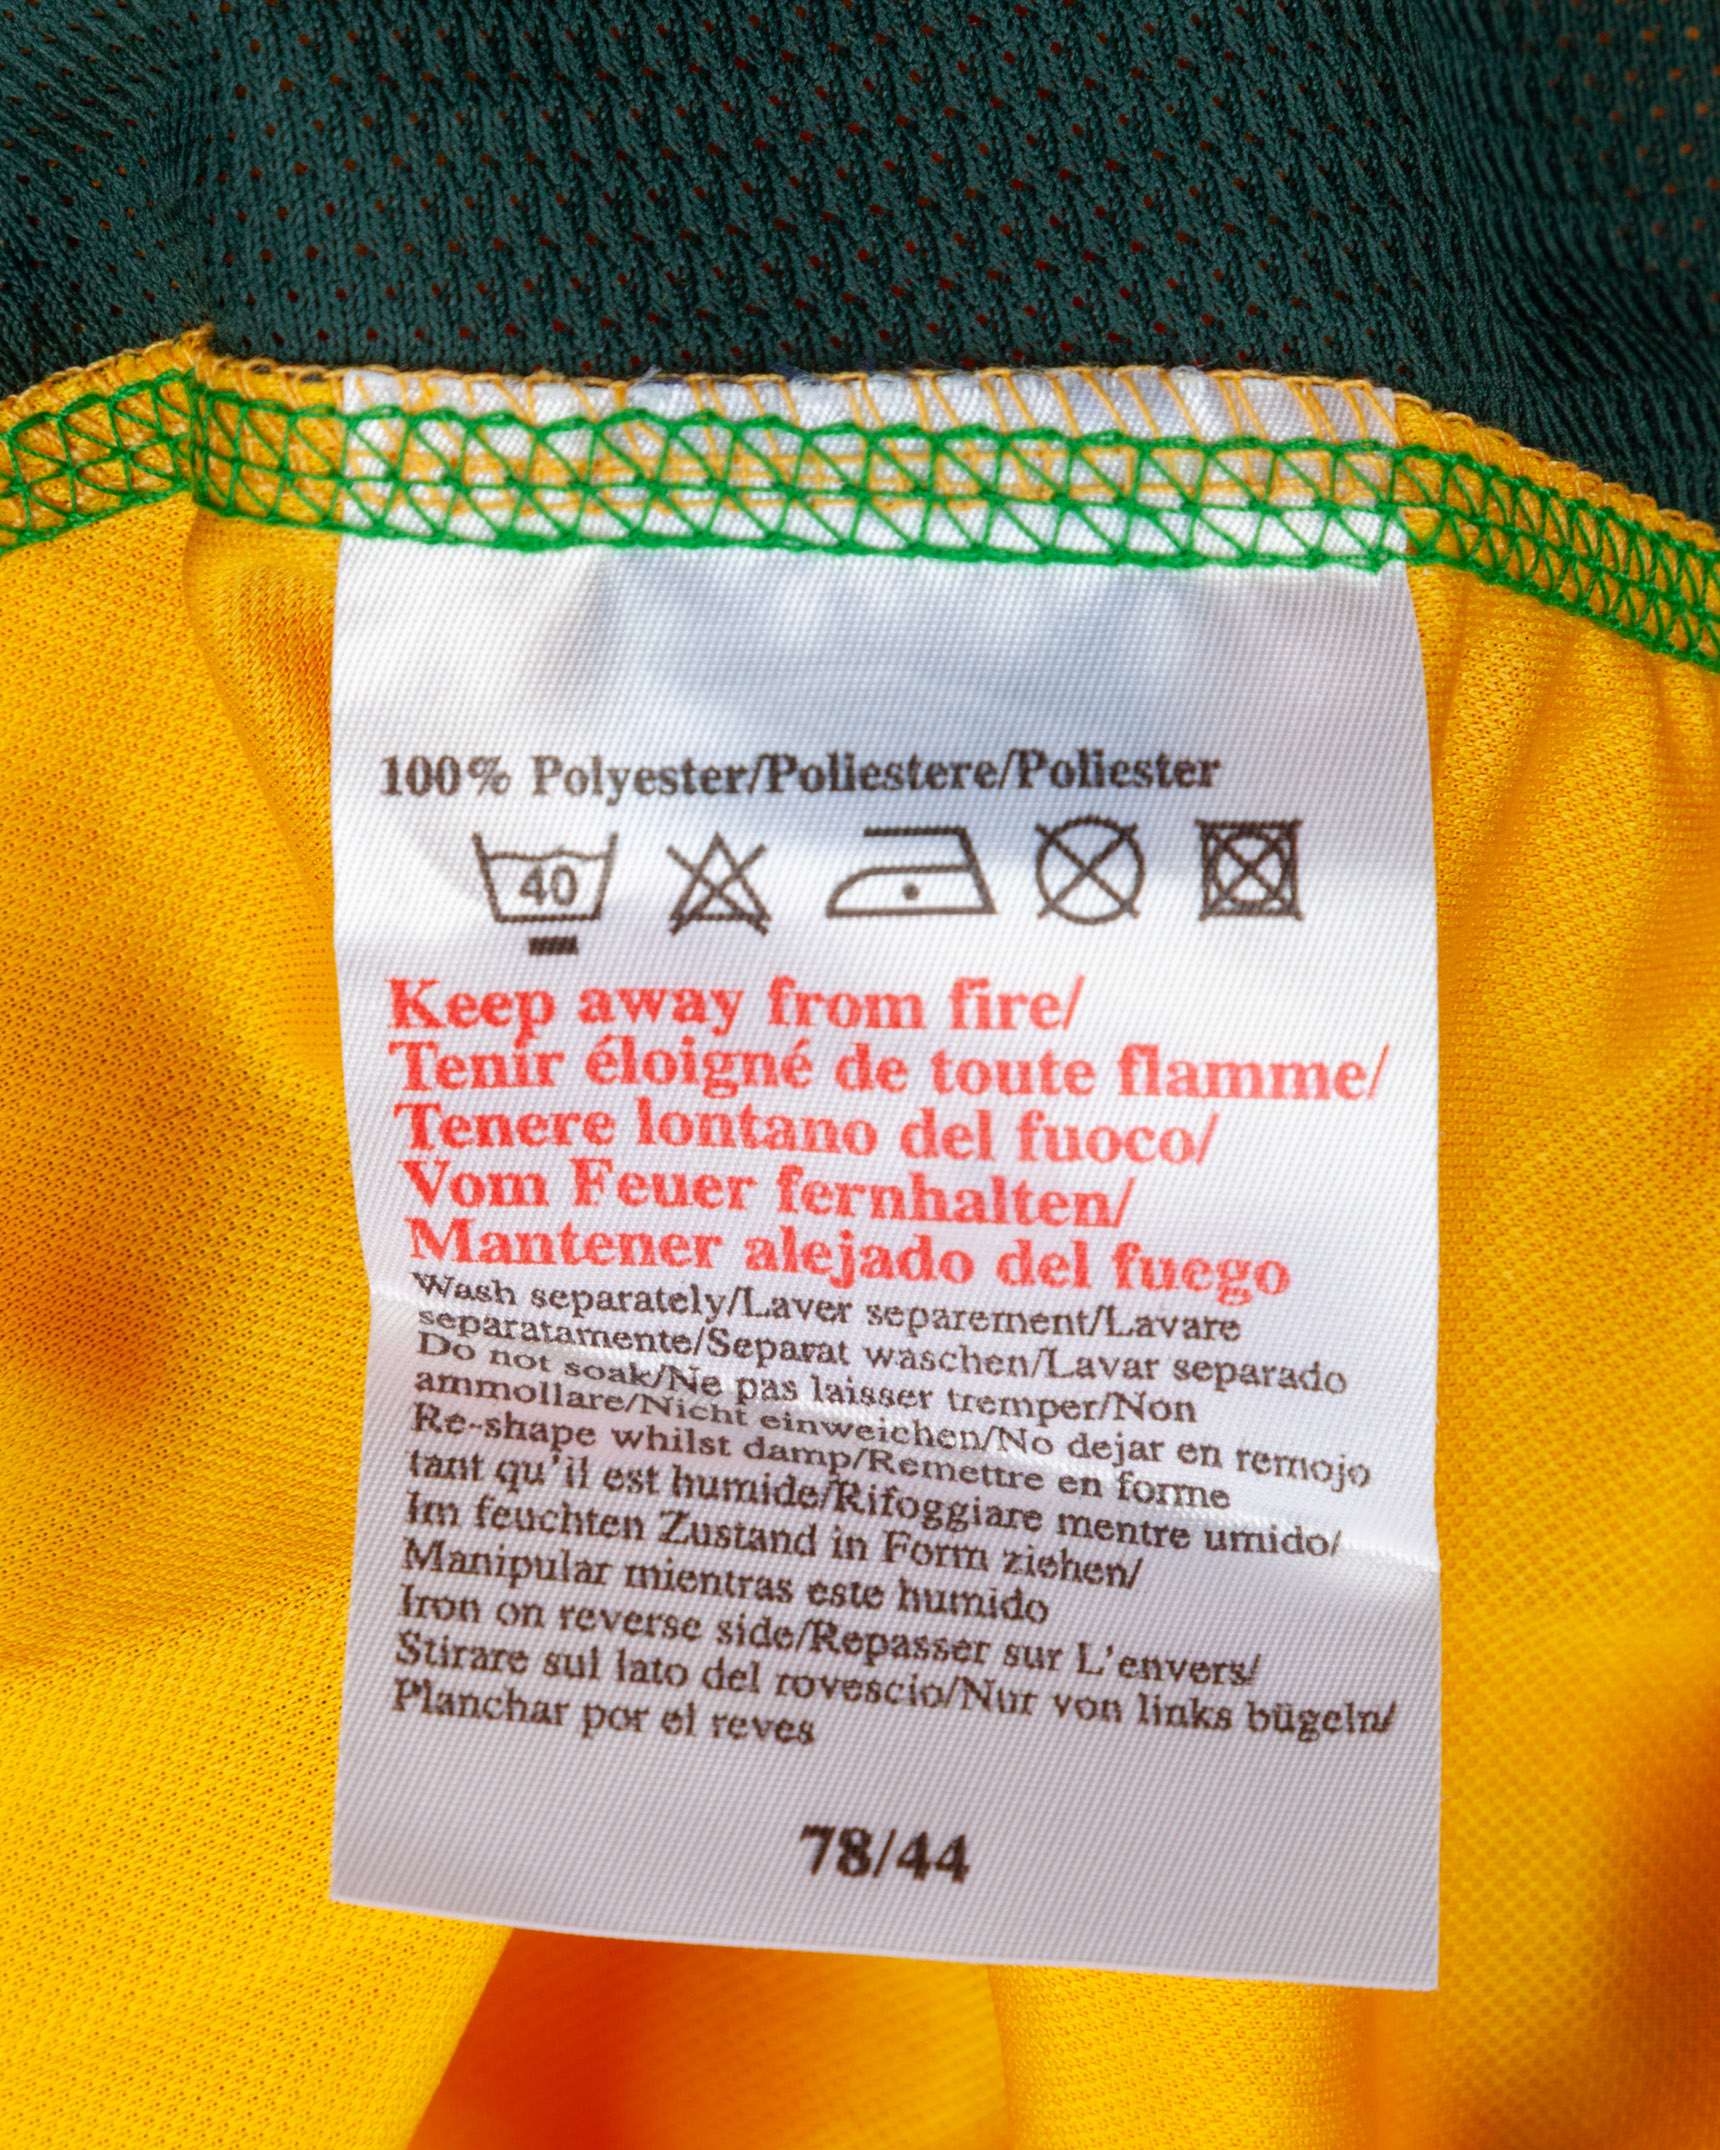 100% Polyester/Poliestere/Poliester
40
Keep away from fire/
Tenir éloigné de toute flamme/
Tenere lontano del fuoco/
Vom Feuer fernhalten/
Mantener alejado del fuego
Wash separately/Laver separement/Lavare
separatamente/Separat waschen/Lavar separado
Do not soak/Ne pas laisser tremper/Non
ammollare/Nicht einweichen/No dejar en remojo
Re-shape whilst damp/Remettre en forme
tant qu'il est humide/Rifoggiare mentre umido/
Im feuchten Zustand in Form ziehen/
Manipular mientras este humido
Iron on reverse side/Repasser sur L'envers/
Stirare sul lato del rovescio/Nur von links bügeln/
Planchar por el reves
78/44